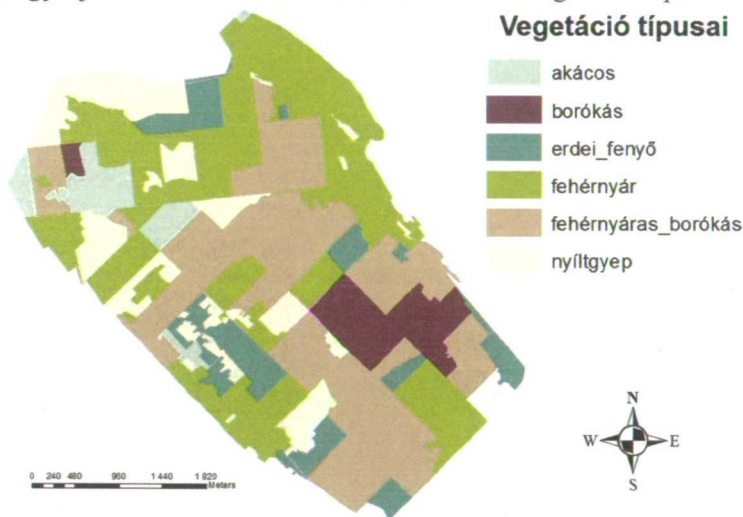 Vegetáció típusai
akácos
borókás
erdei_fenyő
fehérnyár
fehérnyáras_borókás
nyíltgyep
N
W E
S
0 240 480 960 1 440 1 920
Meters